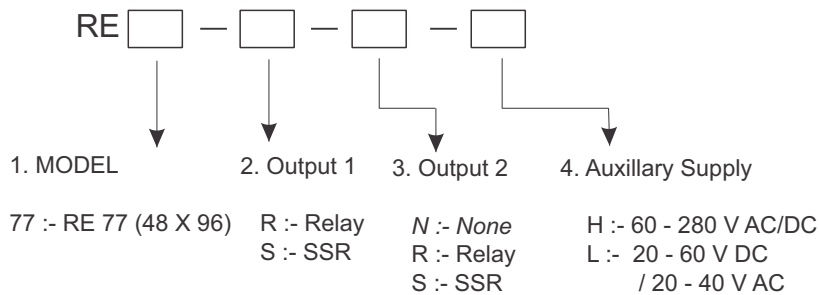 RE — — —
1. MODEL
77 :- RE 77 (48 X 96)
2. Output 1
R :- Relay
S :- SSR
3. Output 2
N :- None
R :- Relay
S :- SSR
4. Auxillary Supply
H :- 60 - 280 V AC/DC
L :- 20 - 60 V DC
/ 20 - 40 V AC